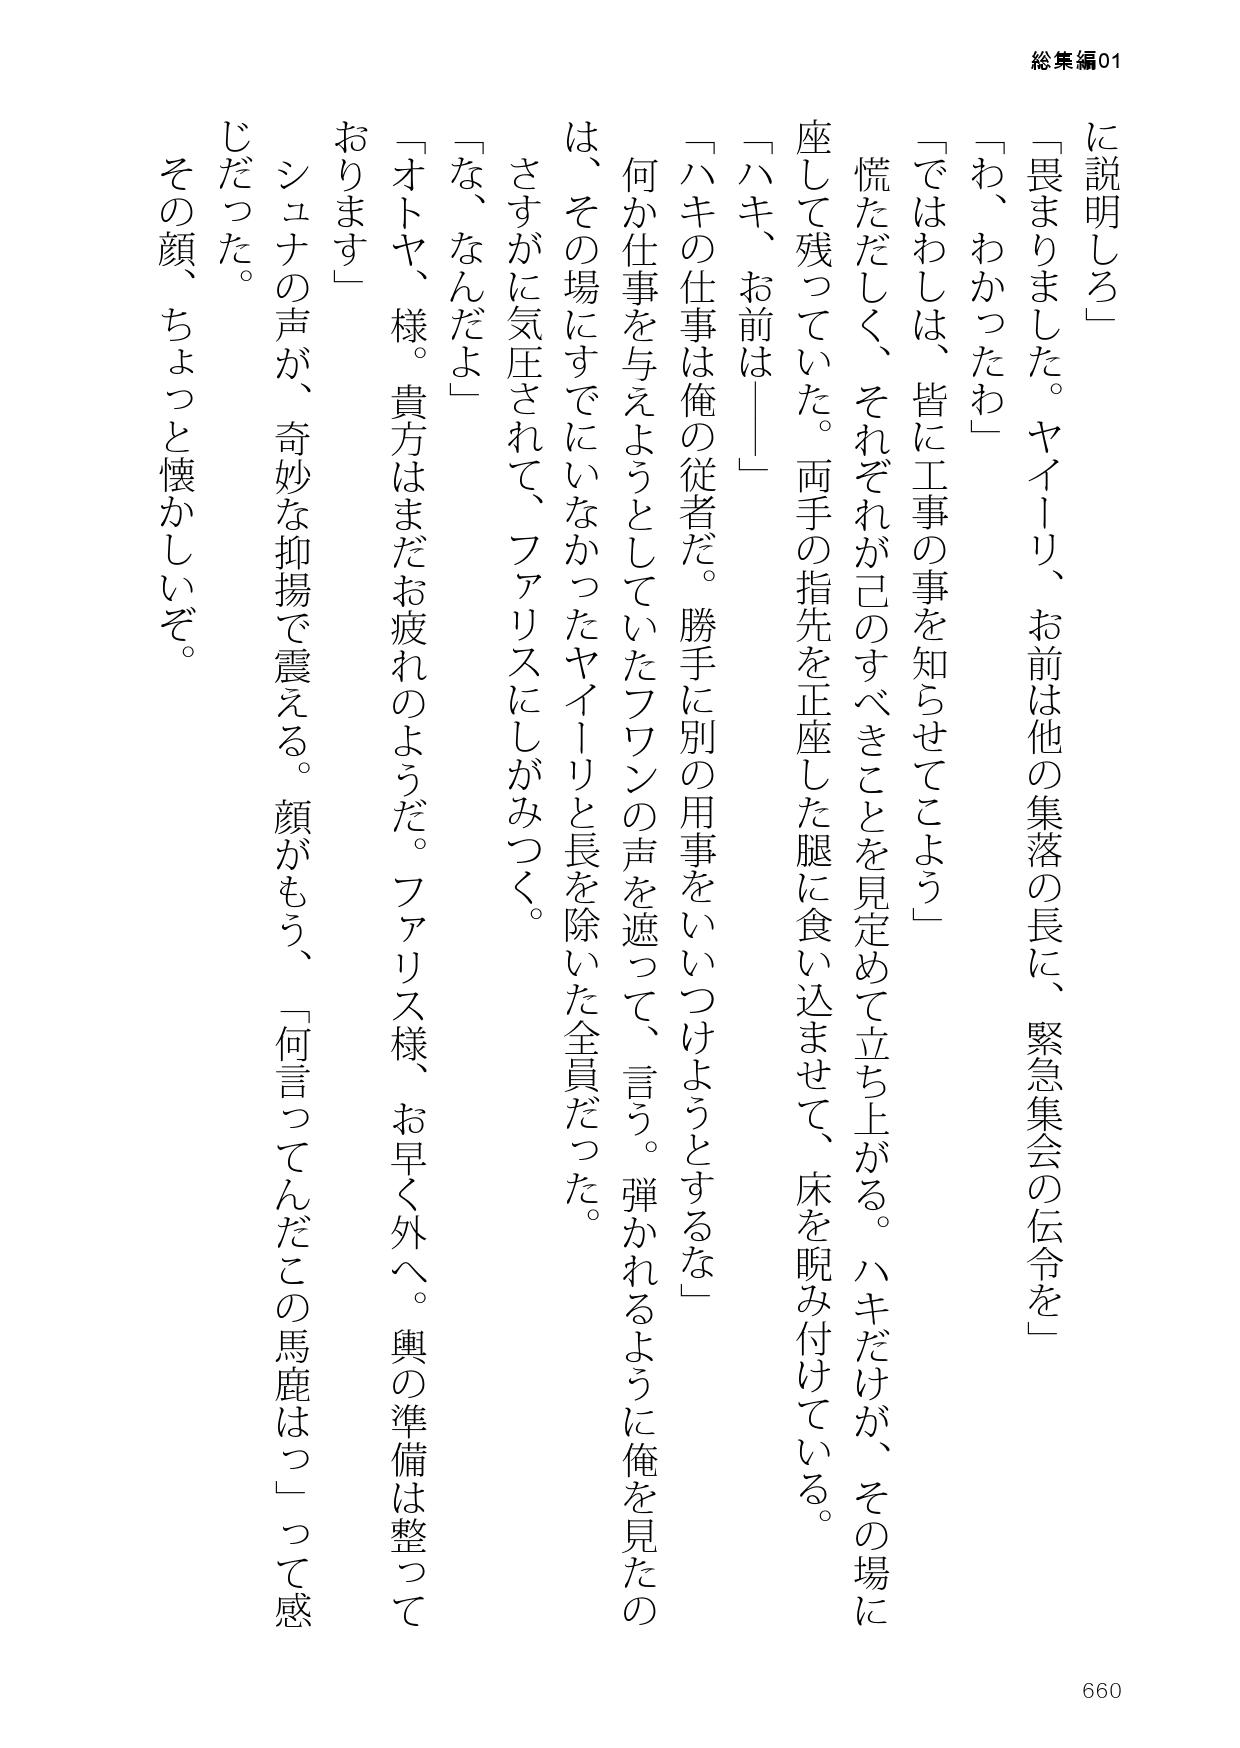 総集編01
に説明しろ」
「畏まりました。ヤイーリ、お前は他の集落の長に、緊急集会の伝令を」
「わ、わかったわ」
「ではわしは、皆に工事の事を知らせてこよう」
　慌ただしく、それぞれが己のすべきことを見定めて立ち上がる。ハキだけが、その場に
座して残っていた。両手の指先を正座した腿に食い込ませて、床を睨み付けている。
「ハキ、お前は――」
「ハキの仕事は俺の従者だ。勝手に別の用事をいいつけようとするな」
　何か仕事を与えようとしていたフワンの声を遮って、言う。弾かれるように俺を見たの
は、その場にすでにいなかったヤイーリと長を除いた全員だった。
　さすがに気圧されて、ファリスにしがみつく。
「な、なんだよ」
「オトヤ、様。貴方はまだお疲れのようだ。ファリス様、お早く外へ。輿の準備は整って
おります」
　シュナの声が、奇妙な抑揚で震える。顔がもう、「何言ってんだこの馬鹿はっ」って感
じだった。
　その顔、ちょっと懐かしいぞ。
660